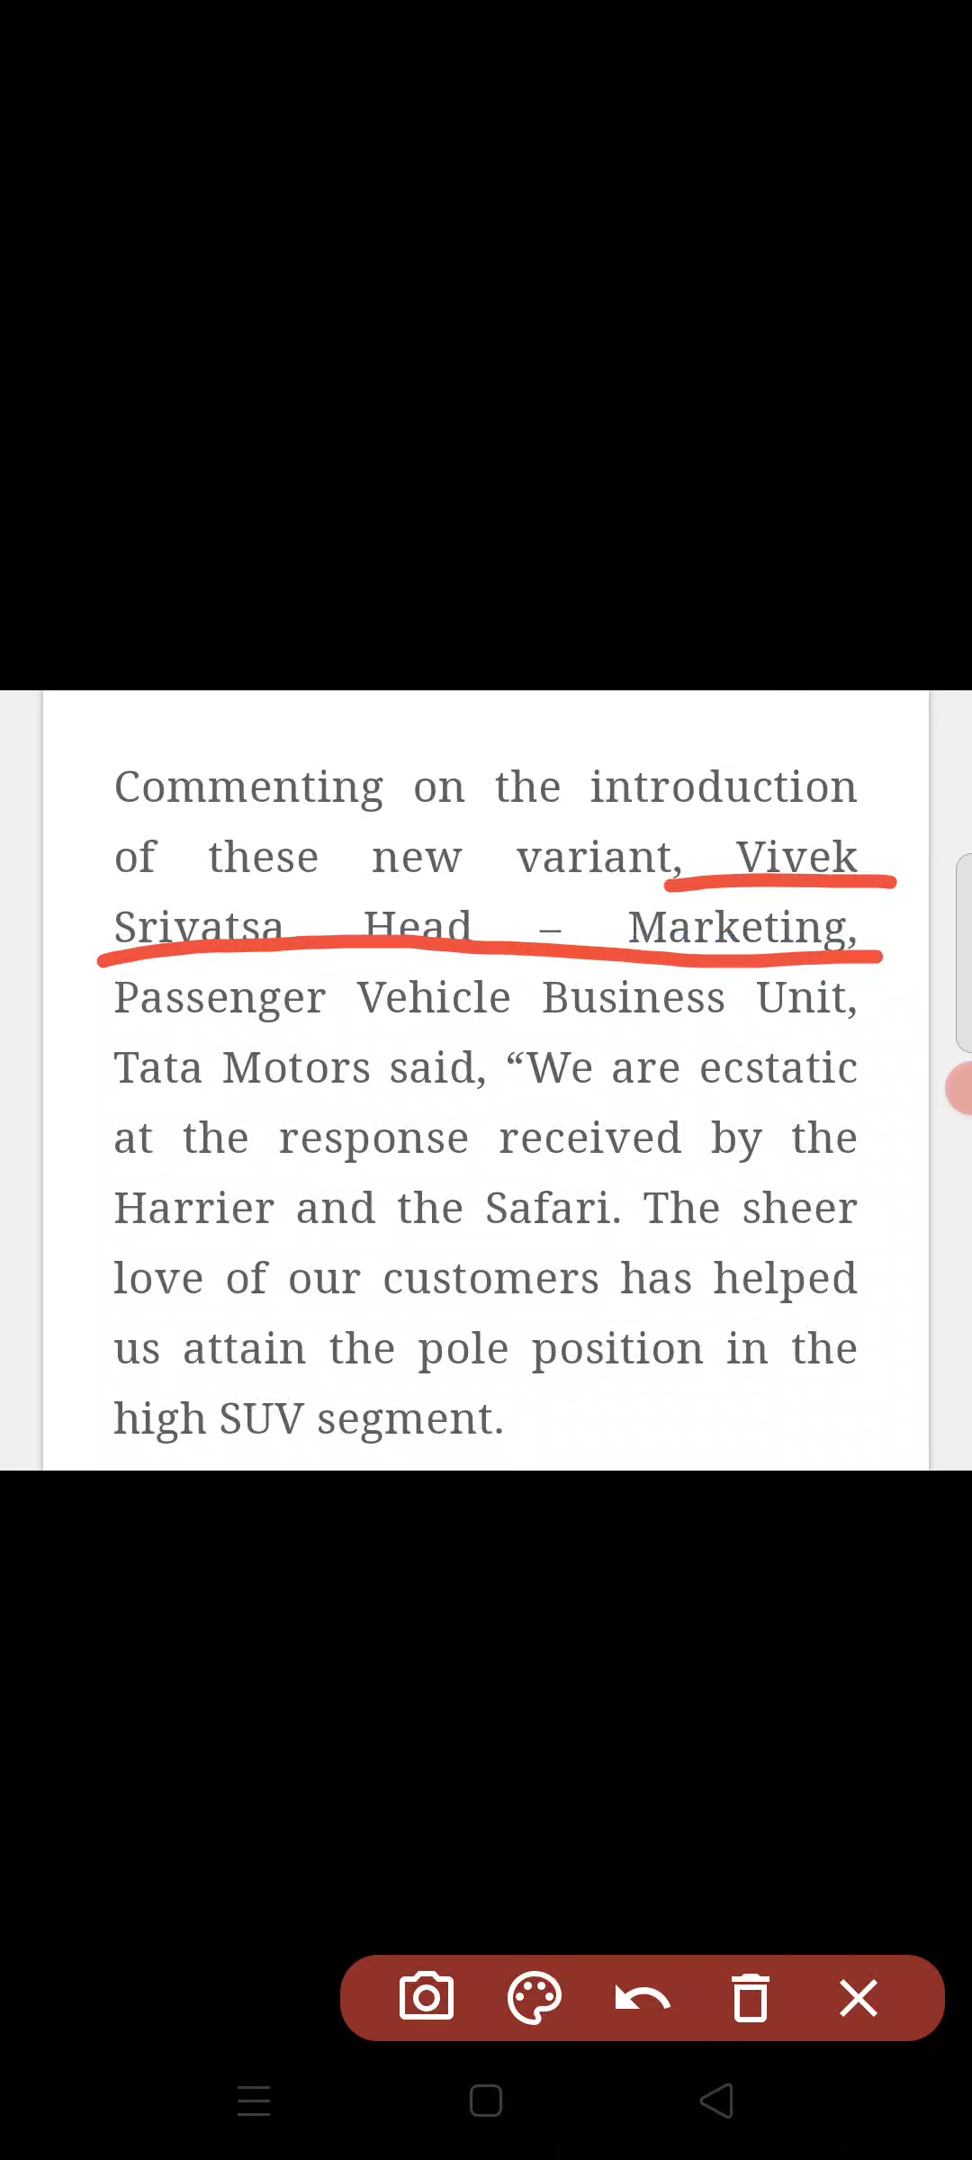 Commenting on the introduction
of these new variant, Vivek
Srivatsa Head – Marketing,
Passenger Vehicle Business Unit,
Tata Motors said, “We are ecstatic
at the response received by the
Harrier and the Safari. The sheer
love of our customers has helped
us attain the pole position in the
high SUV segment.